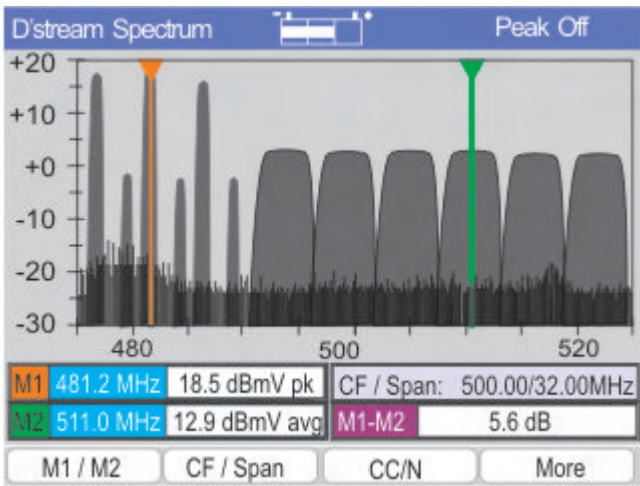 D'stream Spectrum Peak Off
+20
+10
+0
-10
-20
-30
480 500 520
M1 481.2 MHz 18.5 dBmV pk CF / Span: 500.00/32.00MHz
M2 511.0 MHz 12.9 dBmV avg M1-M2 5.6 dB
M1 / M2 CF / Span CC/N More